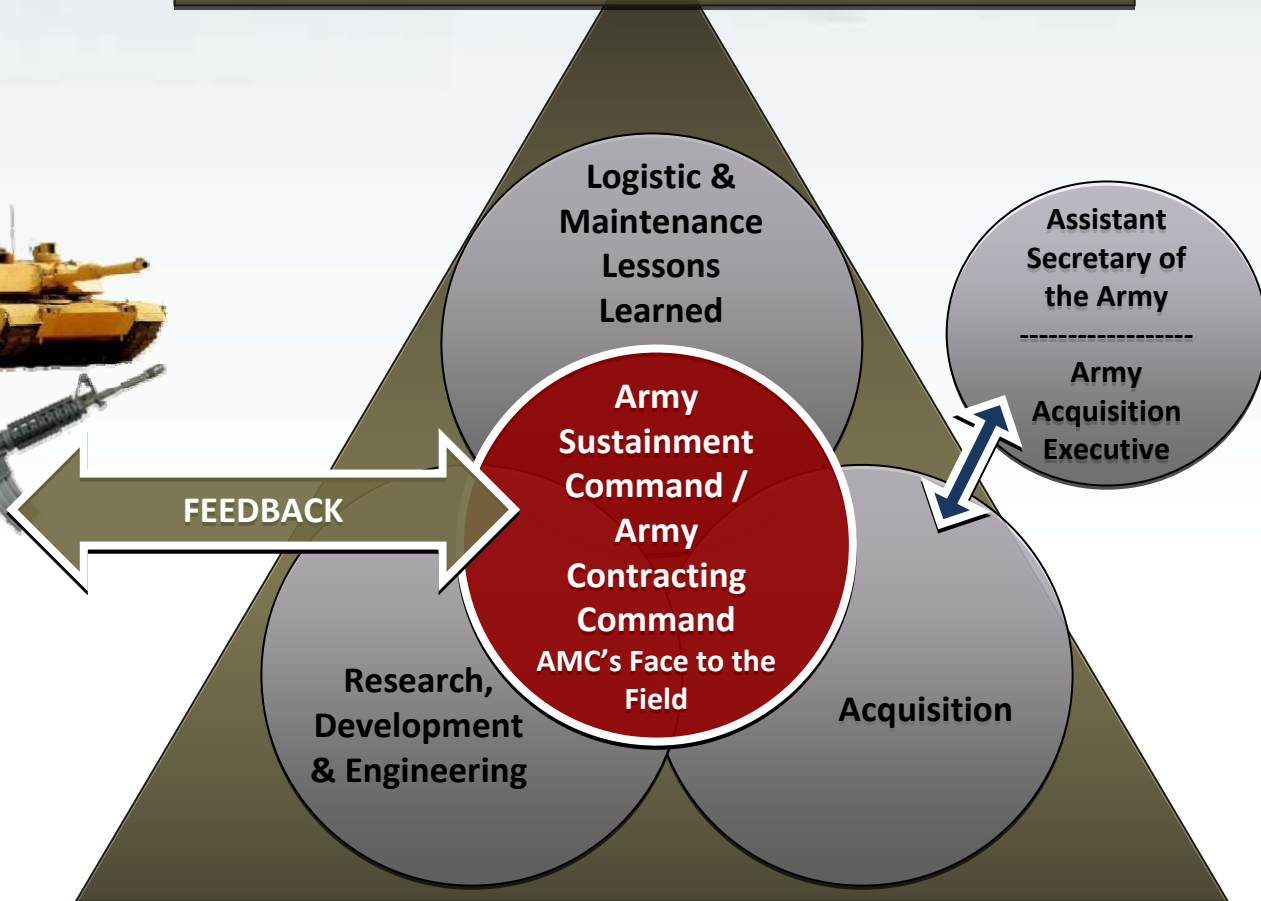 Logistic &
Maintenance
Lessons
Learned
Assistant
Secretary of
the Army
-------------------
Army
Acquisition
Executive
Army
Sustainment
Command /
Army
Contracting
Command
AMC’s Face to the
Field
FEEDBACK
Research,
Development
& Engineering
Acquisition